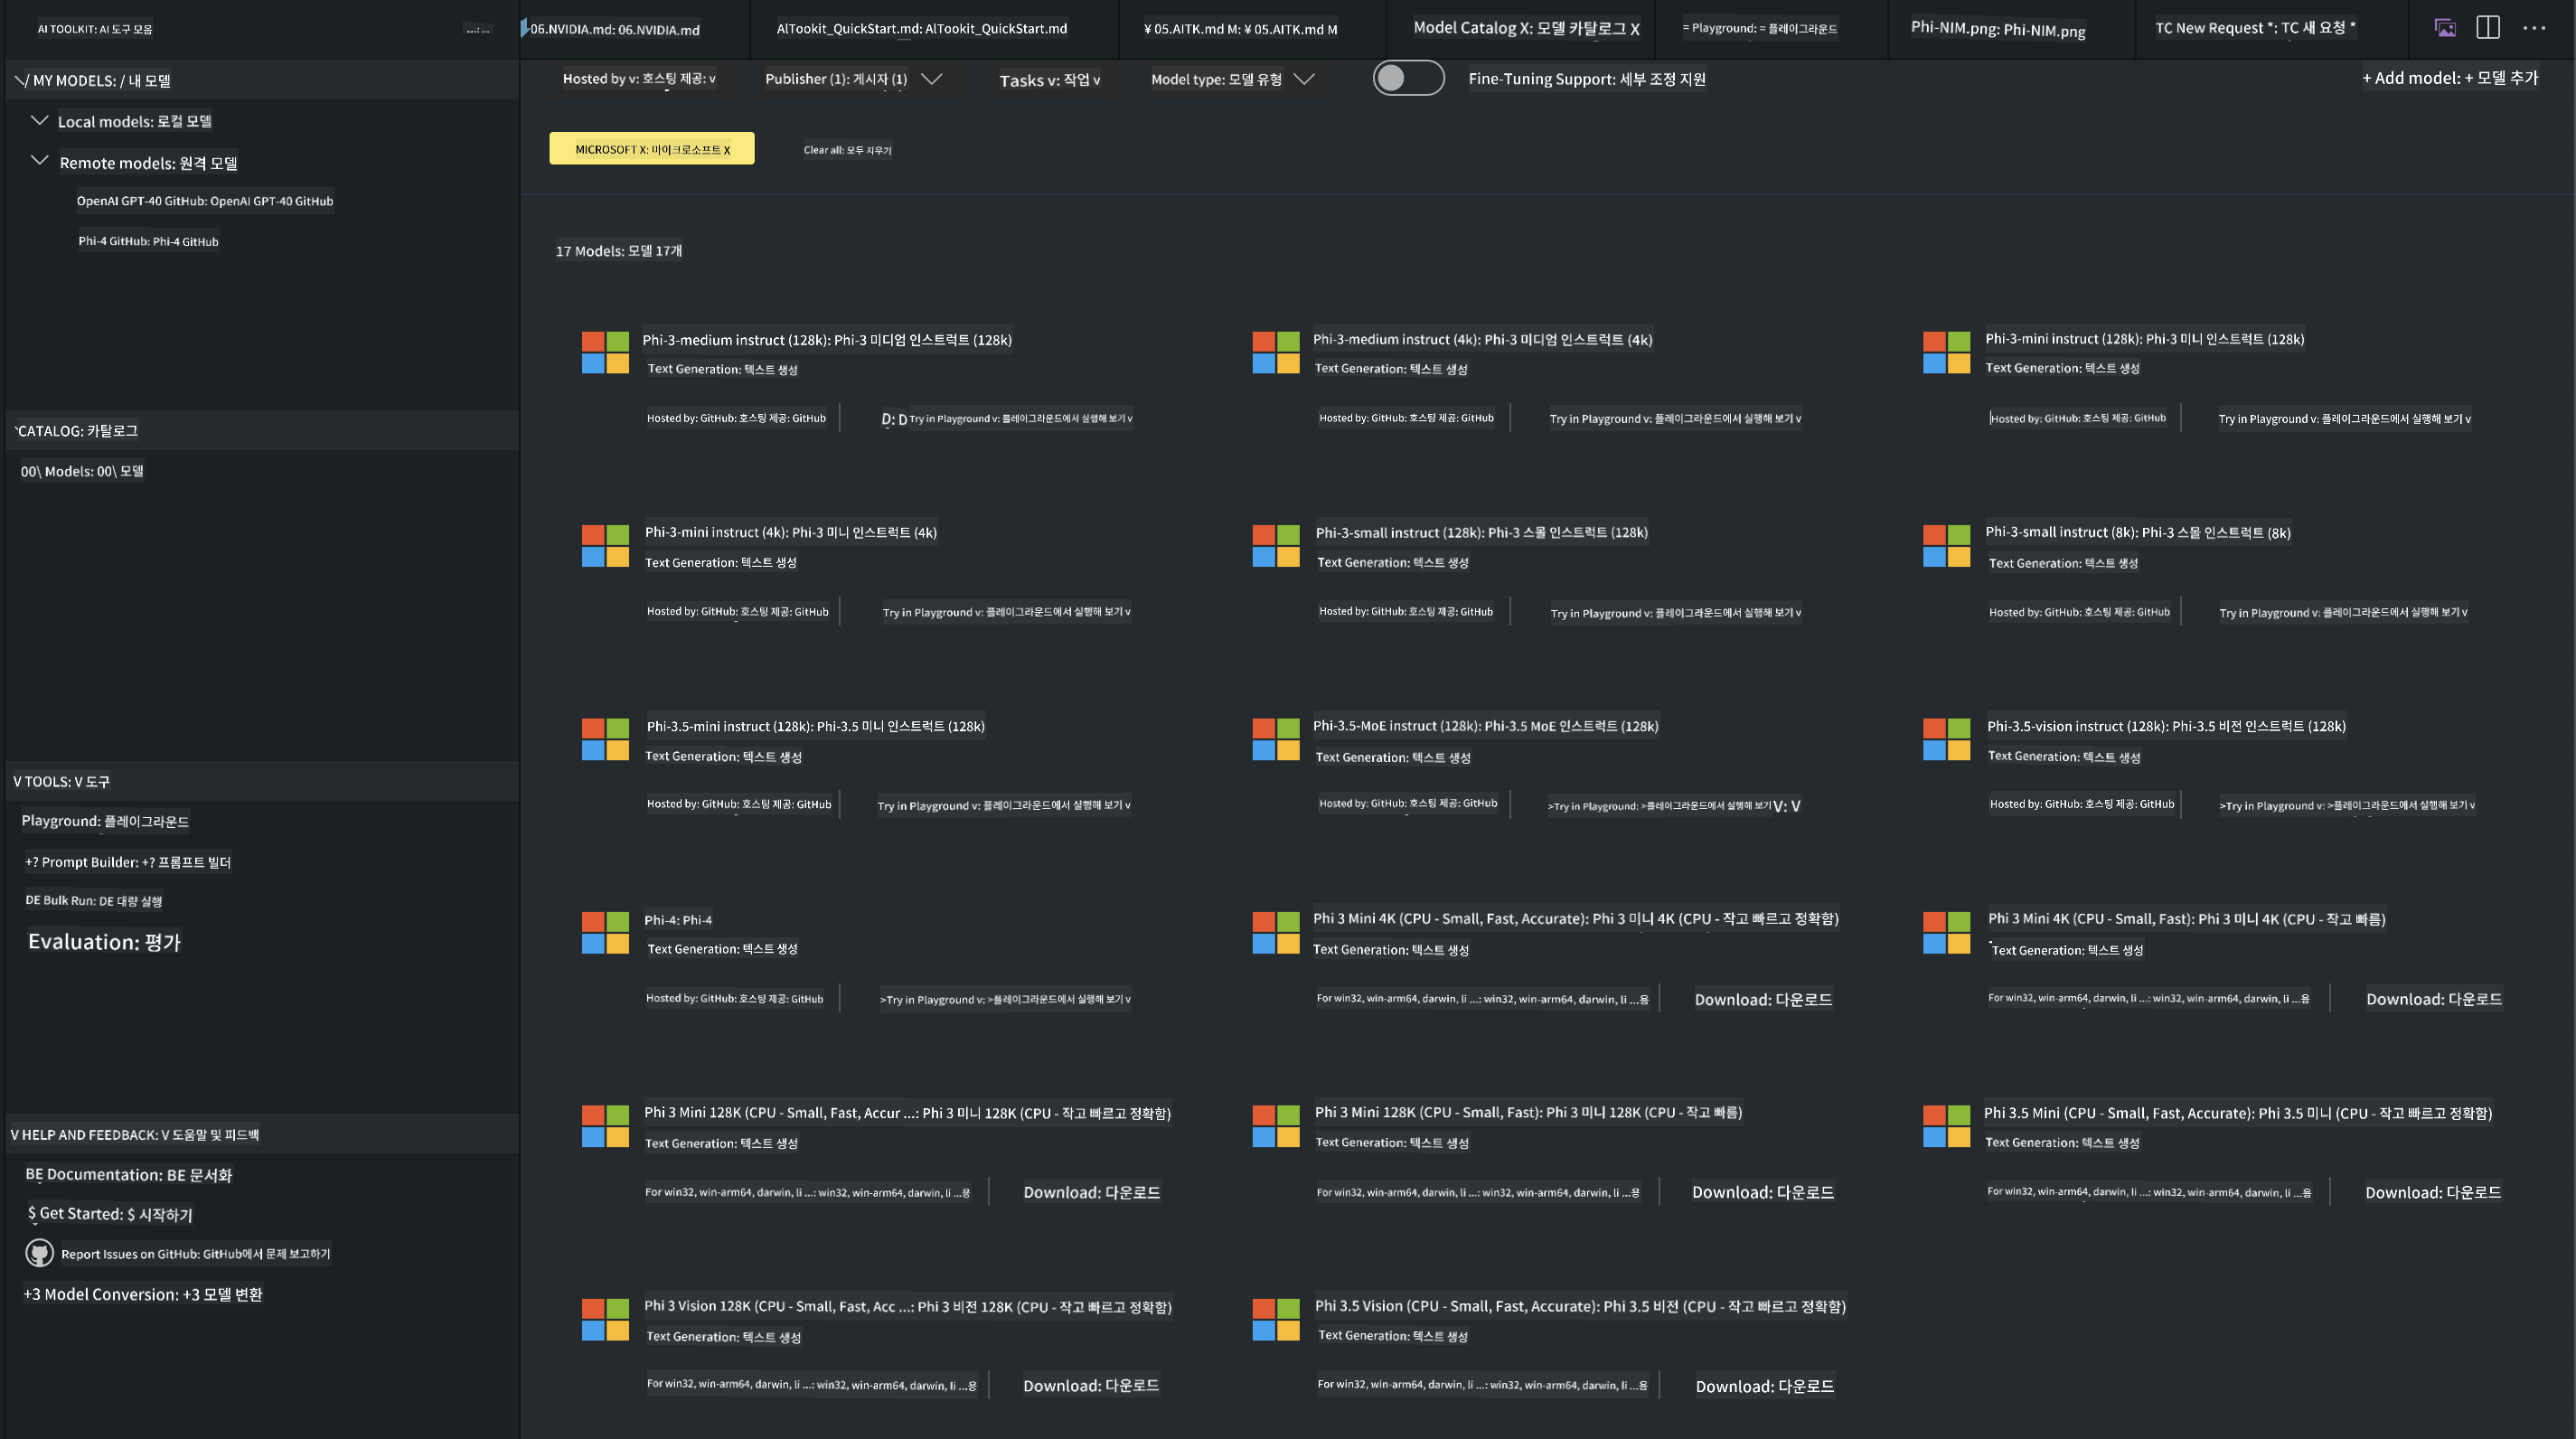 AI TOOLKIT: AI 도구 모음
06.NVIDIA.md: 06.NVIDIA.md
AlTookit_QuickStart.md: AlTookit_QuickStart.md
¥ 05.AITK.md M: ¥ 05.AITK.md M
Model Catalog X: 모델 카탈로그 X
= Playground: = 플레이그라운드
Phi-NIM.png: Phi-NIM.png
TC New Request *: TC 새 요청 *
\/ MY MODELS: / 내 모델
Local models: 로컬 모델
Remote models: 원격 모델
OpenAI GPT-40 GitHub: OpenAI GPT-40 GitHub
Phi-4 GitHub: Phi-4 GitHub
`CATALOG: 카탈로그
00\ Models: 00\ 모델
V TOOLS: V 도구
Playground: 플레이그라운드
+? Prompt Builder: +? 프롬프트 빌더
DE Bulk Run: DE 대량 실행
Evaluation: 평가
V HELP AND FEEDBACK: V 도움말 및 피드백
BE Documentation: BE 문서화
$ Get Started: $ 시작하기
Report Issues on GitHub: GitHub에서 문제 보고하기
+3 Model Conversion: +3 모델 변환
Hosted by v: 호스팅 제공: v
Publisher (1): 게시자 (1)
Tasks v: 작업 v
Model type: 모델 유형
Fine-Tuning Support: 세부 조정 지원
+ Add model: + 모델 추가
MICROSOFT X: 마이크로소프트 X
Clear all: 모두 지우기
17 Models: 모델 17개
Phi-3-medium instruct (128k): Phi-3 미디엄 인스트럭트 (128k)
Text Generation: 텍스트 생성
Hosted by: GitHub: 호스팅 제공: GitHub
D: D Try in Playground v: 플레이그라운드에서 실행해 보기 v
Phi-3-medium instruct (4k): Phi-3 미디엄 인스트럭트 (4k)
Text Generation: 텍스트 생성
Hosted by: GitHub: 호스팅 제공: GitHub
Try in Playground v: 플레이그라운드에서 실행해 보기 v
Phi-3-mini instruct (128k): Phi-3 미니 인스트럭트 (128k)
Text Generation: 텍스트 생성
Hosted by: GitHub: 호스팅 제공: GitHub
Try in Playground v: 플레이그라운드에서 실행해 보기 v
Phi-3-mini instruct (4k): Phi-3 미니 인스트럭트 (4k)
Text Generation: 텍스트 생성
Hosted by: GitHub: 호스팅 제공: GitHub
Try in Playground v: 플레이그라운드에서 실행해 보기 v
Phi-3-small instruct (128k): Phi-3 스몰 인스트럭트 (128k)
Text Generation: 텍스트 생성
Hosted by: GitHub: 호스팅 제공: GitHub
Try in Playground v: 플레이그라운드에서 실행해 보기 v
Phi-3-small instruct (8k): Phi-3 스몰 인스트럭트 (8k)
Text Generation: 텍스트 생성
Hosted by: GitHub: 호스팅 제공: GitHub
Try in Playground v: 플레이그라운드에서 실행해 보기 v
Phi-3.5-mini instruct (128k): Phi-3.5 미니 인스트럭트 (128k)
Text Generation: 텍스트 생성
Hosted by: GitHub: 호스팅 제공: GitHub
Try in Playground v: 플레이그라운드에서 실행해 보기 v
Phi-3.5-MoE instruct (128k): Phi-3.5 MoE 인스트럭트 (128k)
Text Generation: 텍스트 생성
Hosted by: GitHub: 호스팅 제공: GitHub
>Try in Playground: >플레이그라운드에서 실행해 보기 V: V
Phi-3.5-vision instruct (128k): Phi-3.5 비전 인스트럭트 (128k)
Text Generation: 텍스트 생성
Hosted by: GitHub: 호스팅 제공: GitHub
>Try in Playground v: >플레이그라운드에서 실행해 보기 v
Phi-4: Phi-4
Text Generation: 텍스트 생성
Hosted by: GitHub: 호스팅 제공: GitHub
>Try in Playground v: >플레이그라운드에서 실행해 보기 v
Phi 3 Mini 4K (CPU - Small, Fast, Accurate): Phi 3 미니 4K (CPU - 작고 빠르고 정확함)
Text Generation: 텍스트 생성
For win32, win-arm64, darwin, li ...: win32, win-arm64, darwin, li ...용
Download: 다운로드
Phi 3 Mini 4K (CPU - Small, Fast): Phi 3 미니 4K (CPU - 작고 빠름)
Text Generation: 텍스트 생성
For win32, win-arm64, darwin, li ...: win32, win-arm64, darwin, li ...용
Download: 다운로드
Phi 3 Mini 128K (CPU - Small, Fast, Accur ...: Phi 3 미니 128K (CPU - 작고 빠르고 정확함)
Text Generation: 텍스트 생성
For win32, win-arm64, darwin, li ...: win32, win-arm64, darwin, li ...용
Download: 다운로드
Phi 3 Mini 128K (CPU - Small, Fast): Phi 3 미니 128K (CPU - 작고 빠름)
Text Generation: 텍스트 생성
For win32, win-arm64, darwin, li ...: win32, win-arm64, darwin, li ...용
Download: 다운로드
Phi 3.5 Mini (CPU - Small, Fast, Accurate): Phi 3.5 미니 (CPU - 작고 빠르고 정확함)
Text Generation: 텍스트 생성
For win32, win-arm64, darwin, li ...: win32, win-arm64, darwin, li ...용
Download: 다운로드
Phi 3 Vision 128K (CPU - Small, Fast, Acc ...: Phi 3 비전 128K (CPU - 작고 빠르고 정확함)
Text Generation: 텍스트 생성
For win32, win-arm64, darwin, li ...: win32, win-arm64, darwin, li ...용
Download: 다운로드
Phi 3.5 Vision (CPU - Small, Fast, Accurate): Phi 3.5 비전 (CPU - 작고 빠르고 정확함)
Text Generation: 텍스트 생성
For win32, win-arm64, darwin, li ...: win32, win-arm64, darwin, li ...용
Download: 다운로드